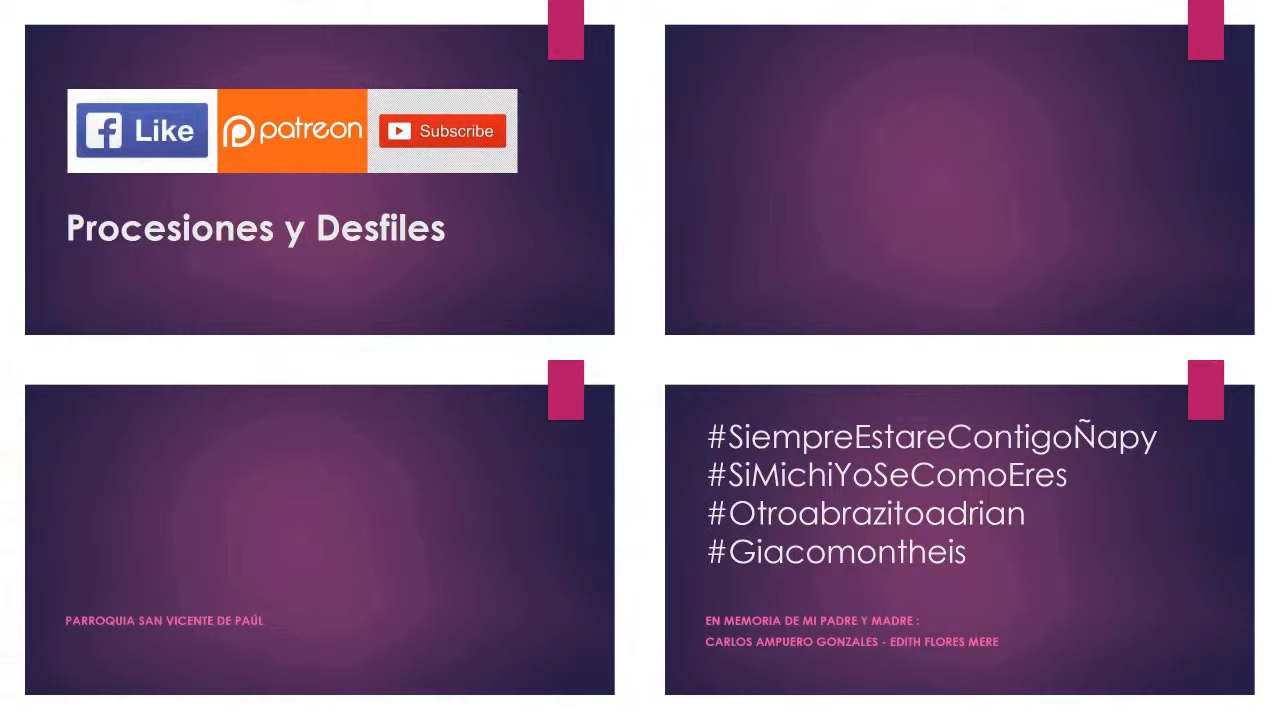 Like
patreon
Subscribe
Procesiones y Desfiles
PARROQUIA SAN VICENTE DE PAÚL
#SiempreEstareContigoÑapy
#SiMichiYoSeComoEres
#Otroabrazitoadrian
#Giacomontheis
EN MEMORIA DE MI PADRE Y MADRE :
CARLOS AMPUERO GONZALES - EDITH FLORES MERE